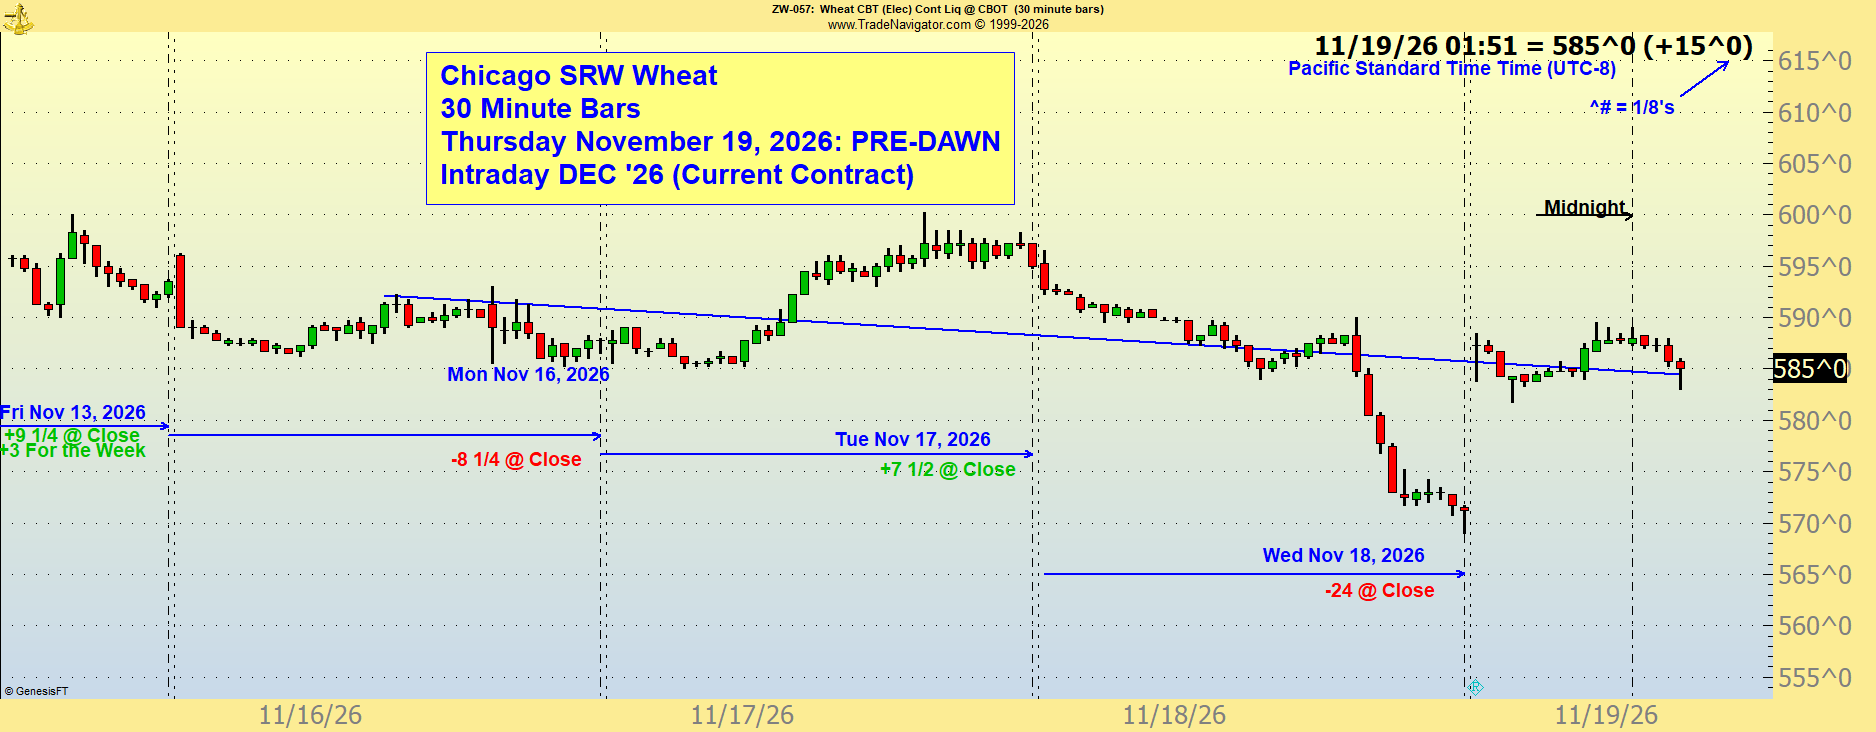 ZW-057: Wheat CBT (Elec) Cont Liq @ CBOT (30 minute bars)
www.TradeNavigator.com © 1999-2026
11/19/26 01:51 = 585^0 (+15^0)
Pacific Standard Time Time (UTC-8)
^# = 1/8's
Chicago SRW Wheat
30 Minute Bars
Thursday November 19, 2026: PRE-DAWN
Intraday DEC '26 (Current Contract)
Midnight
615^0
610^0
605^0
600^0
595^0
590^0
585^0
580^0
575^0
570^0
565^0
560^0
555^0
Mon Nov 16, 2026
Fri Nov 13, 2026
+9 1/4 @ Close
+3 For the Week
-8 1/4 @ Close
Tue Nov 17, 2026
+7 1/2 @ Close
Wed Nov 18, 2026
-24 @ Close
R
© GenesisFT
11/16/26
11/17/26
11/18/26
11/19/26